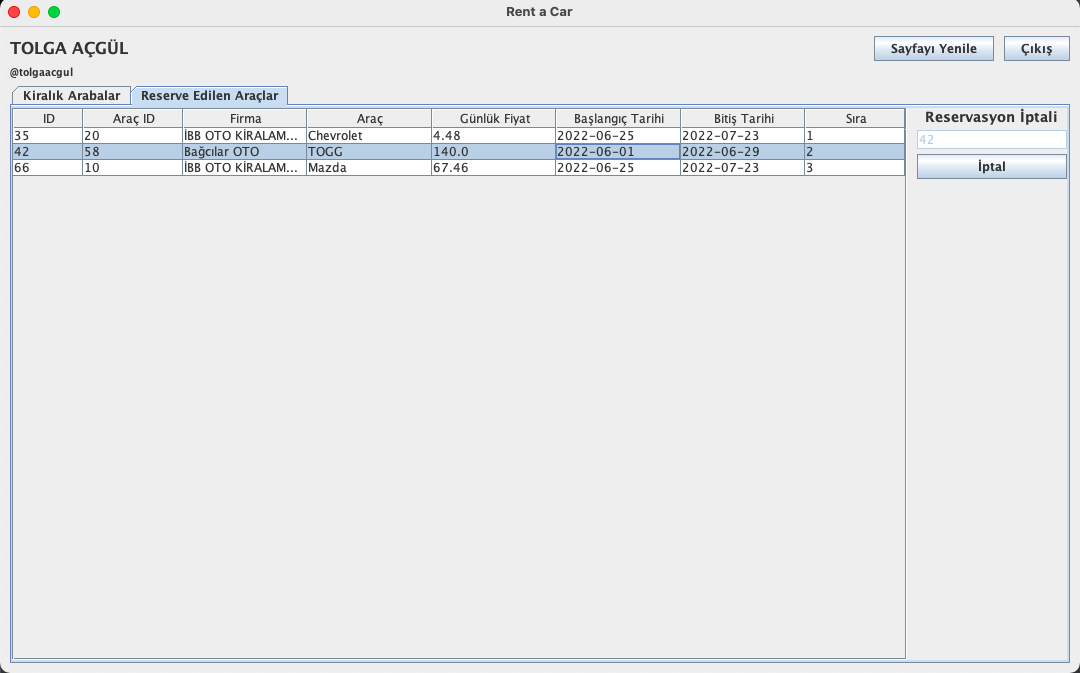 Rent a Car
TOLGA AÇGÜL
Sayfayı Yenile Çıkış
@tolgaacgul
Kiralık Arabalar Reserve Edilen Araçlar
ID Araç ID Firma Araç Günlük Fiyat Başlangıç Tarihi Bitiş Tarihi Sıra
35 20 İBB OTO KİRALAM... Chevrolet 4.48 2022-06-25 2022-07-23 1
42 58 Bağcılar OTO TOGG 140.0 2022-06-01 2022-06-29 2
66 10 İBB OTO KİRALAM... Mazda 67.46 2022-06-25 2022-07-23 3
Reservasyon İptali
42
İptal